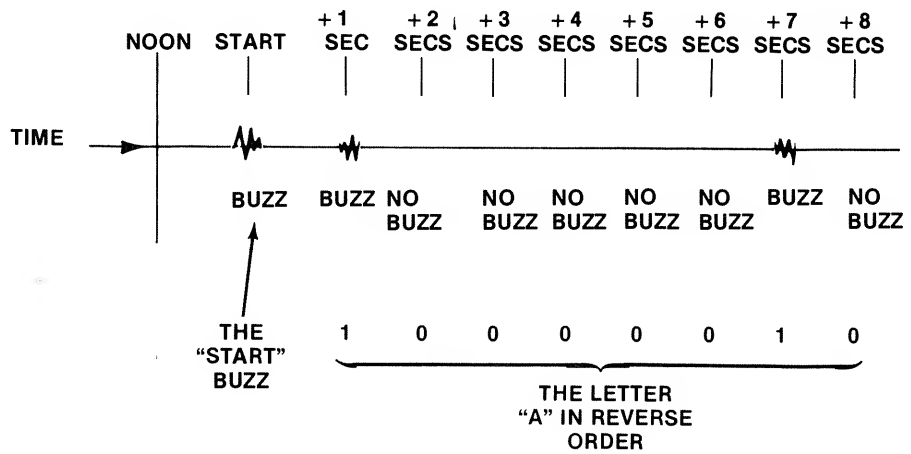 +1 +2 +3 +4 +5 +6 +7 +8
NOON START SEC SECS SECS SECS SECS SECS SECS SECS
TIME
BUZZ BUZZ NO NO NO NO NO BUZZ NO
BUZZ BUZZ BUZZ BUZZ BUZZ BUZZ
THE 1 0 0 0 0 0 1 0
“START”
BUZZ
THE LETTER
“A” IN REVERSE
ORDER